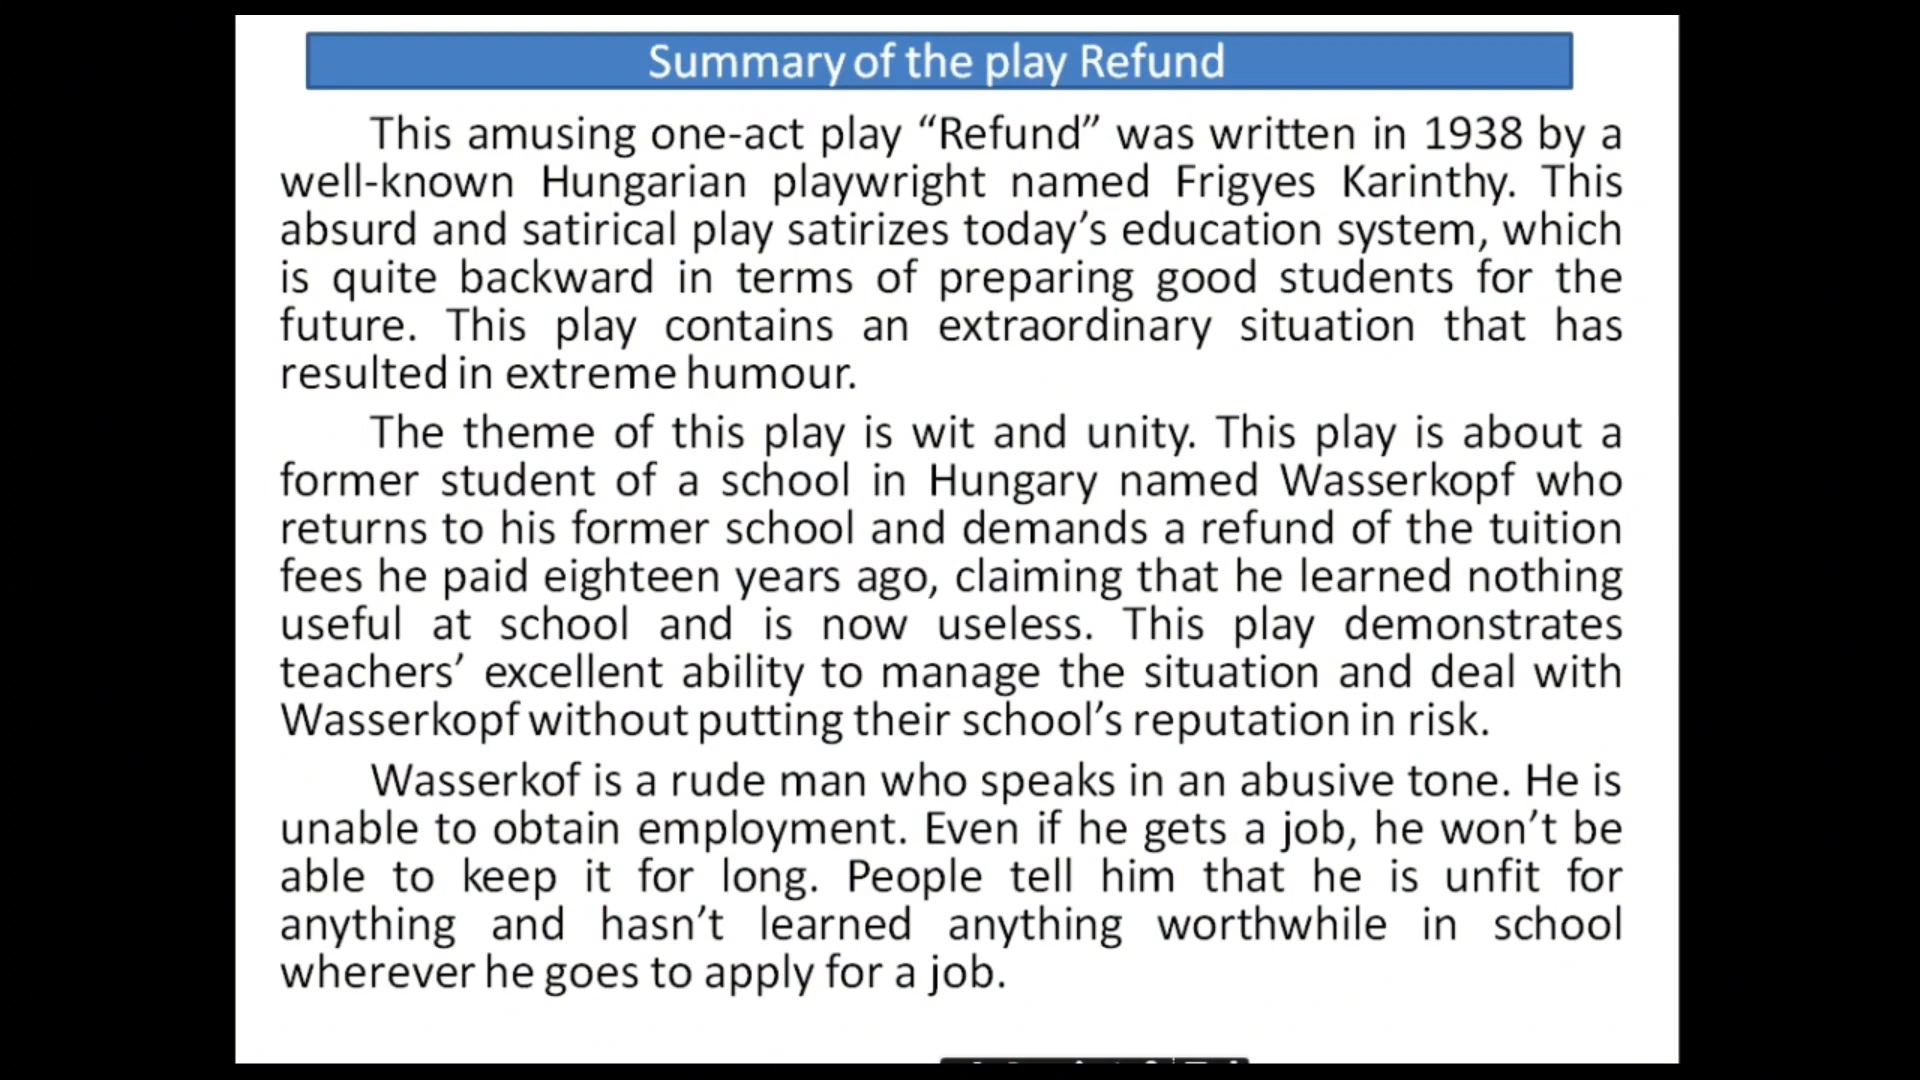 Summary of the play Refund
This amusing one-act play “Refund” was written in 1938 by a
well-known Hungarian playwright named Frigyes Karinthy. This
absurd and satirical play satirizes today’s education system, which
is quite backward in terms of preparing good students for the
future. This play contains an extraordinary situation that has
resulted in extreme humour.
The theme of this play is wit and unity. This play is about a
former student of a school in Hungary named Wasserkopf who
returns to his former school and demands a refund of the tuition
fees he paid eighteen years ago, claiming that he learned nothing
useful at school and is now useless. This play demonstrates
teachers’ excellent ability to manage the situation and deal with
Wasserkopf without putting their school’s reputation in risk.
Wasserkof is a rude man who speaks in an abusive tone. He is
unable to obtain employment. Even if he gets a job, he won’t be
able to keep it for long. People tell him that he is unfit for
anything and hasn’t learned anything worthwhile in school
wherever he goes to apply for a job.